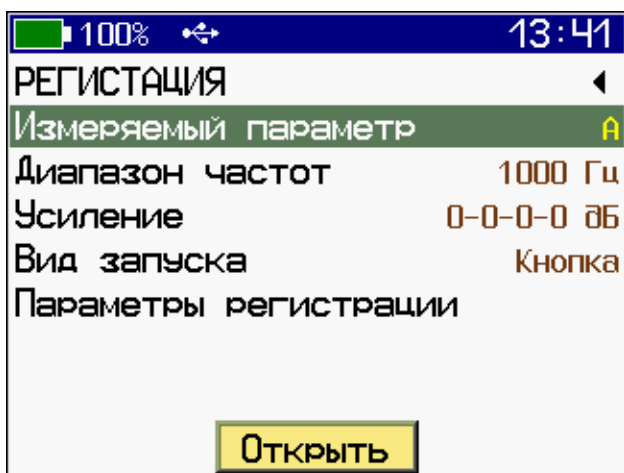 100% 13:41
РЕГИСТАЦИЯ
Измеряемый параметр А
Диапазон частот 1000 Гц
Усиление 0-0-0-0 дБ
Вид запуска Кнопка
Параметры регистрации
Открыть